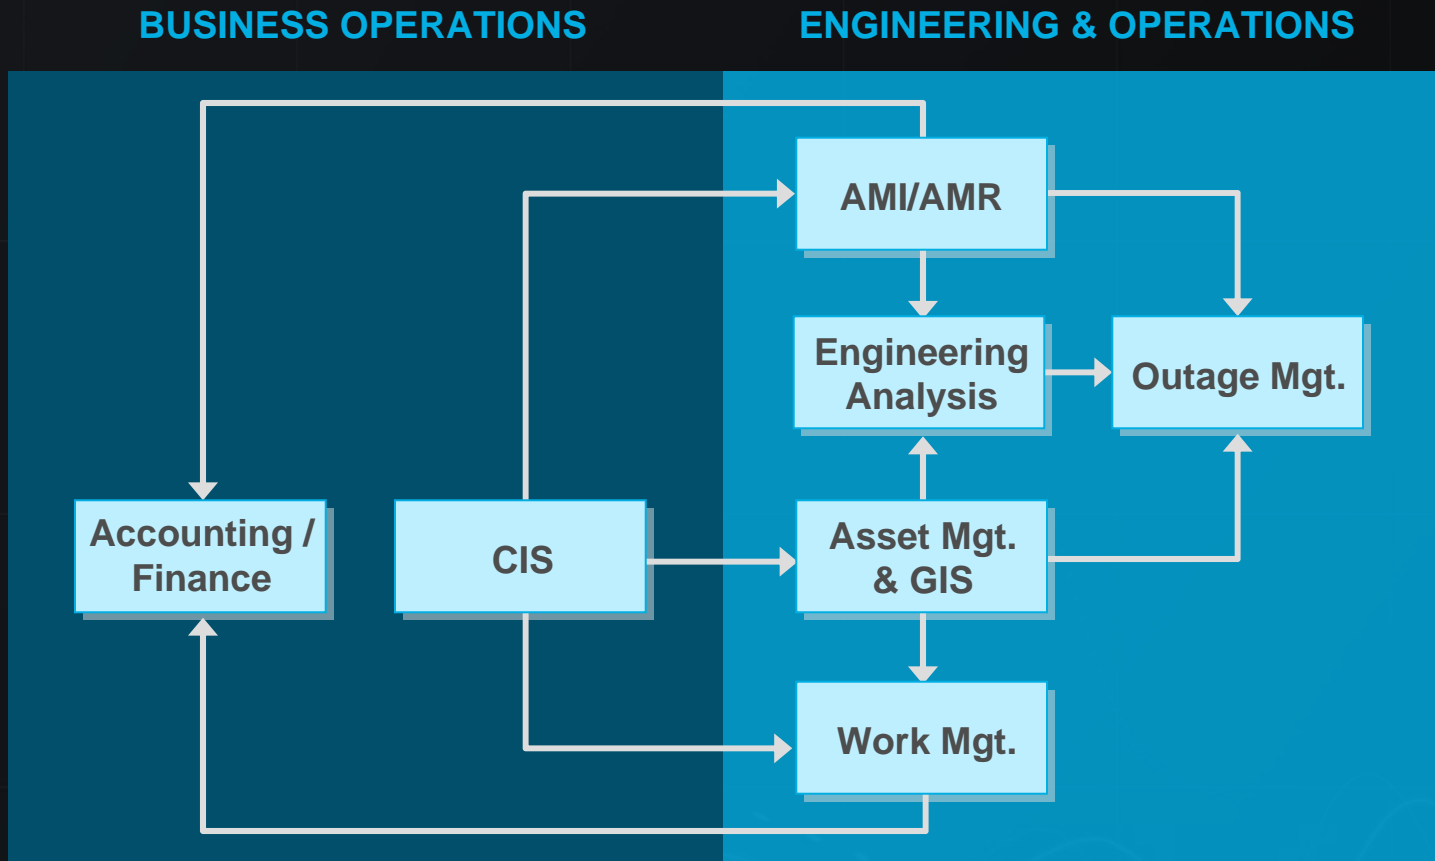 BUSINESS OPERATIONS
ENGINEERING & OPERATIONS
AMI/AMR
Engineering
Analysis
Outage Mgt.
Accounting /
Finance
CIS
Asset Mgt.
& GIS
Work Mgt.